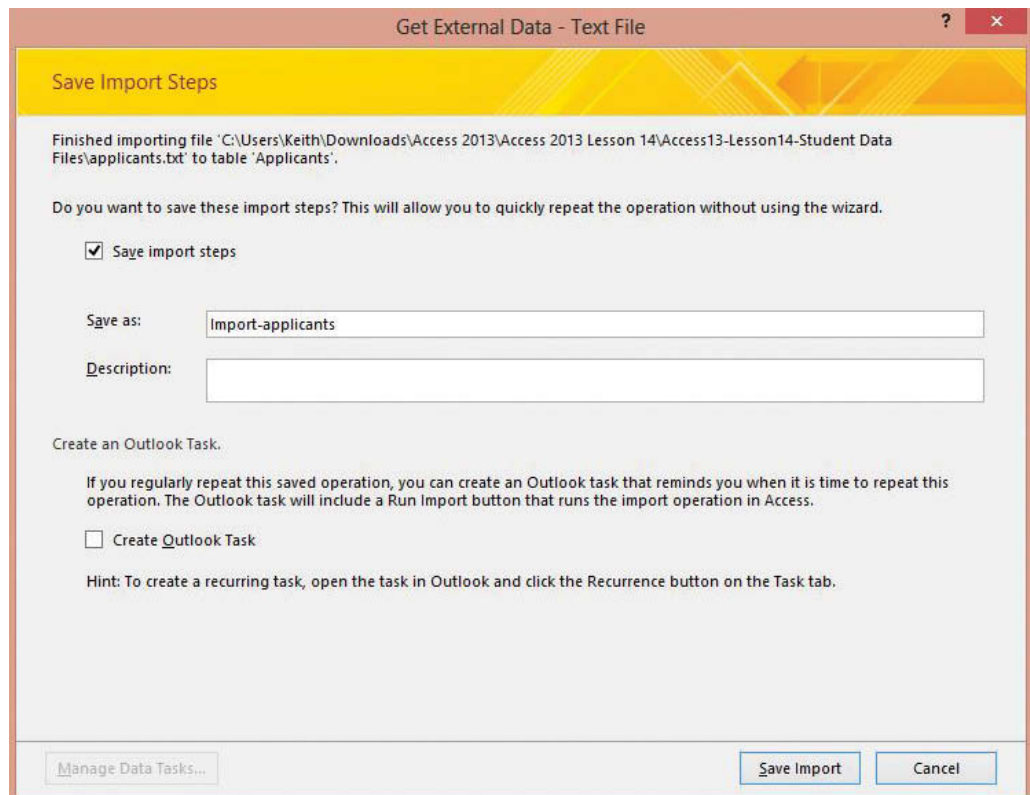 Get External Data - Text File
? ×
Save Import Steps
Finished importing file 'C:\Users\Keith\Downloads\Access 2013\Access 2013 Lesson 14\Access13-Lesson14-Student Data
Files\applicants.txt' to table 'Applicants'.
Do you want to save these import steps? This will allow you to quickly repeat the operation without using the wizard.
Save import steps
Save as: Import-applicants
Description:
Create an Outlook Task.
If you regularly repeat this saved operation, you can create an Outlook task that reminds you when it is time to repeat this
operation. The Outlook task will include a Run Import button that runs the import operation in Access.
Create Outlook Task
Hint: To create a recurring task, open the task in Outlook and click the Recurrence button on the Task tab.
Manage Data Tasks... Save Import Cancel